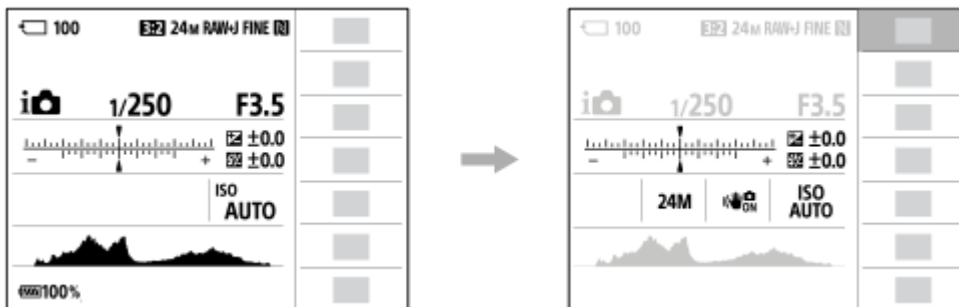 100 3:2 24M RAW+J FINE N
i 1/250 F3.5
±0.0
- + ±0.0
ISO
AUTO
100%
100 3:2 24M RAW+J FINE N
i 1/250 F3.5
±0.0
- + ±0.0
24M ON ISO
AUTO